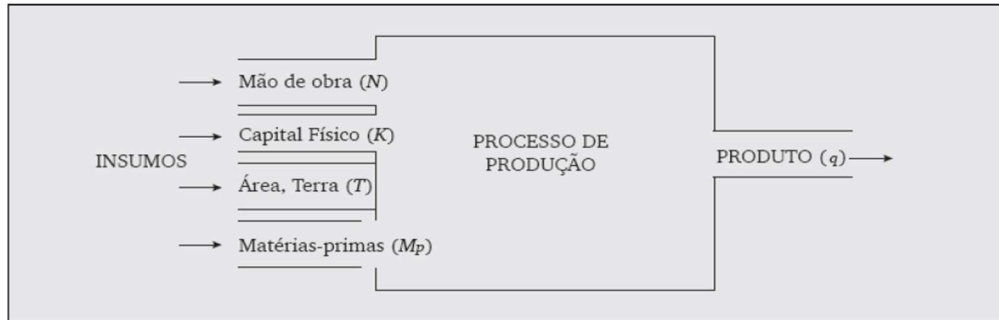 Mão de obra (N)
Capital Físico (K)
INSUMOS
Área, Terra (T)
Matérias-primas (Mp)
PROCESSO DE
PRODUÇÃO
PRODUTO (q)